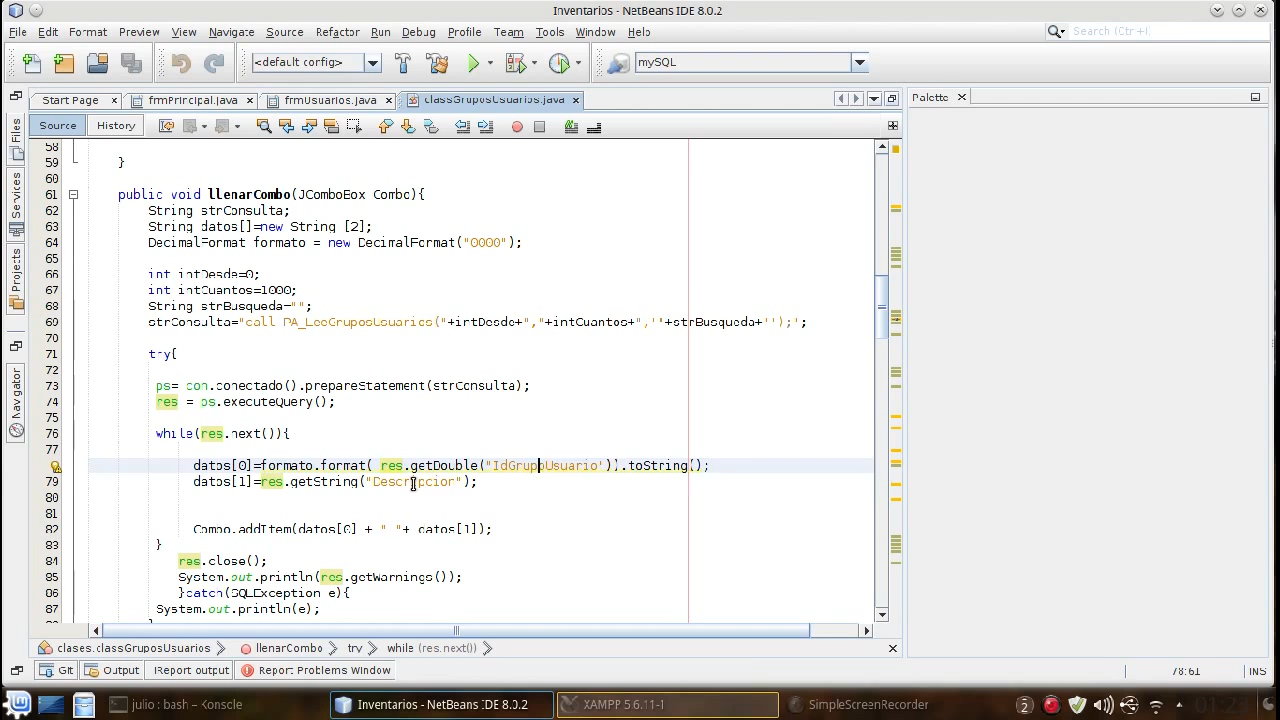 Inventarios - NetBeans IDE 8.0.2
File Edit Format Preview View Navigate Source Refactor Run Debug Profile Team Tools Window Help Search (Ctrl+I)
<default config> mySQL
Start Page frmPrincipal.java frmUsuarios.java classGruposUsuarios.java Palette
Source History
58
59 }
60
61 public void llenarCombo(JComboBox Combo){
62 String strConsulta;
63 String datos[]=new String [2];
64 DecimalFormat formato = new DecimalFormat("0000");
65
66 int intDesde=0;
67 int intCuantos=1000;
68 String strBusqueda="";
69 strConsulta="call PA_LeeGruposUsuarios("+intDesde+","+intCuantos+",'"+strBusqueda+"');";
70
71 try{
72
73 ps= con.conectado().prepareStatement(strConsulta);
74 res = ps.executeQuery();
75
76 while(res.next()){
datos[0]=formato.format( res.getDouble("IdGrupoUsuario")).toString();
79 datos[1]=res.getString("Descripcion");
81
82 Combo.addItem(datos[0] + " "+ datos[1]);
83 }
84 res.close();
85 System.out.println(res.getWarnings());
86 }catch(SQLException e){
87 System.out.println(e);
clases.classGruposUsuarios llenarCombo try while (res.next())
Git Output iReport output Report Problems Window 78:61 INS
julio : bash – Konsole Inventarios - NetBeans IDE 8.0.2 XAMPP 5.6.11-1 SimpleScreenRecorder 2
Files
Services
Projects
Navigator